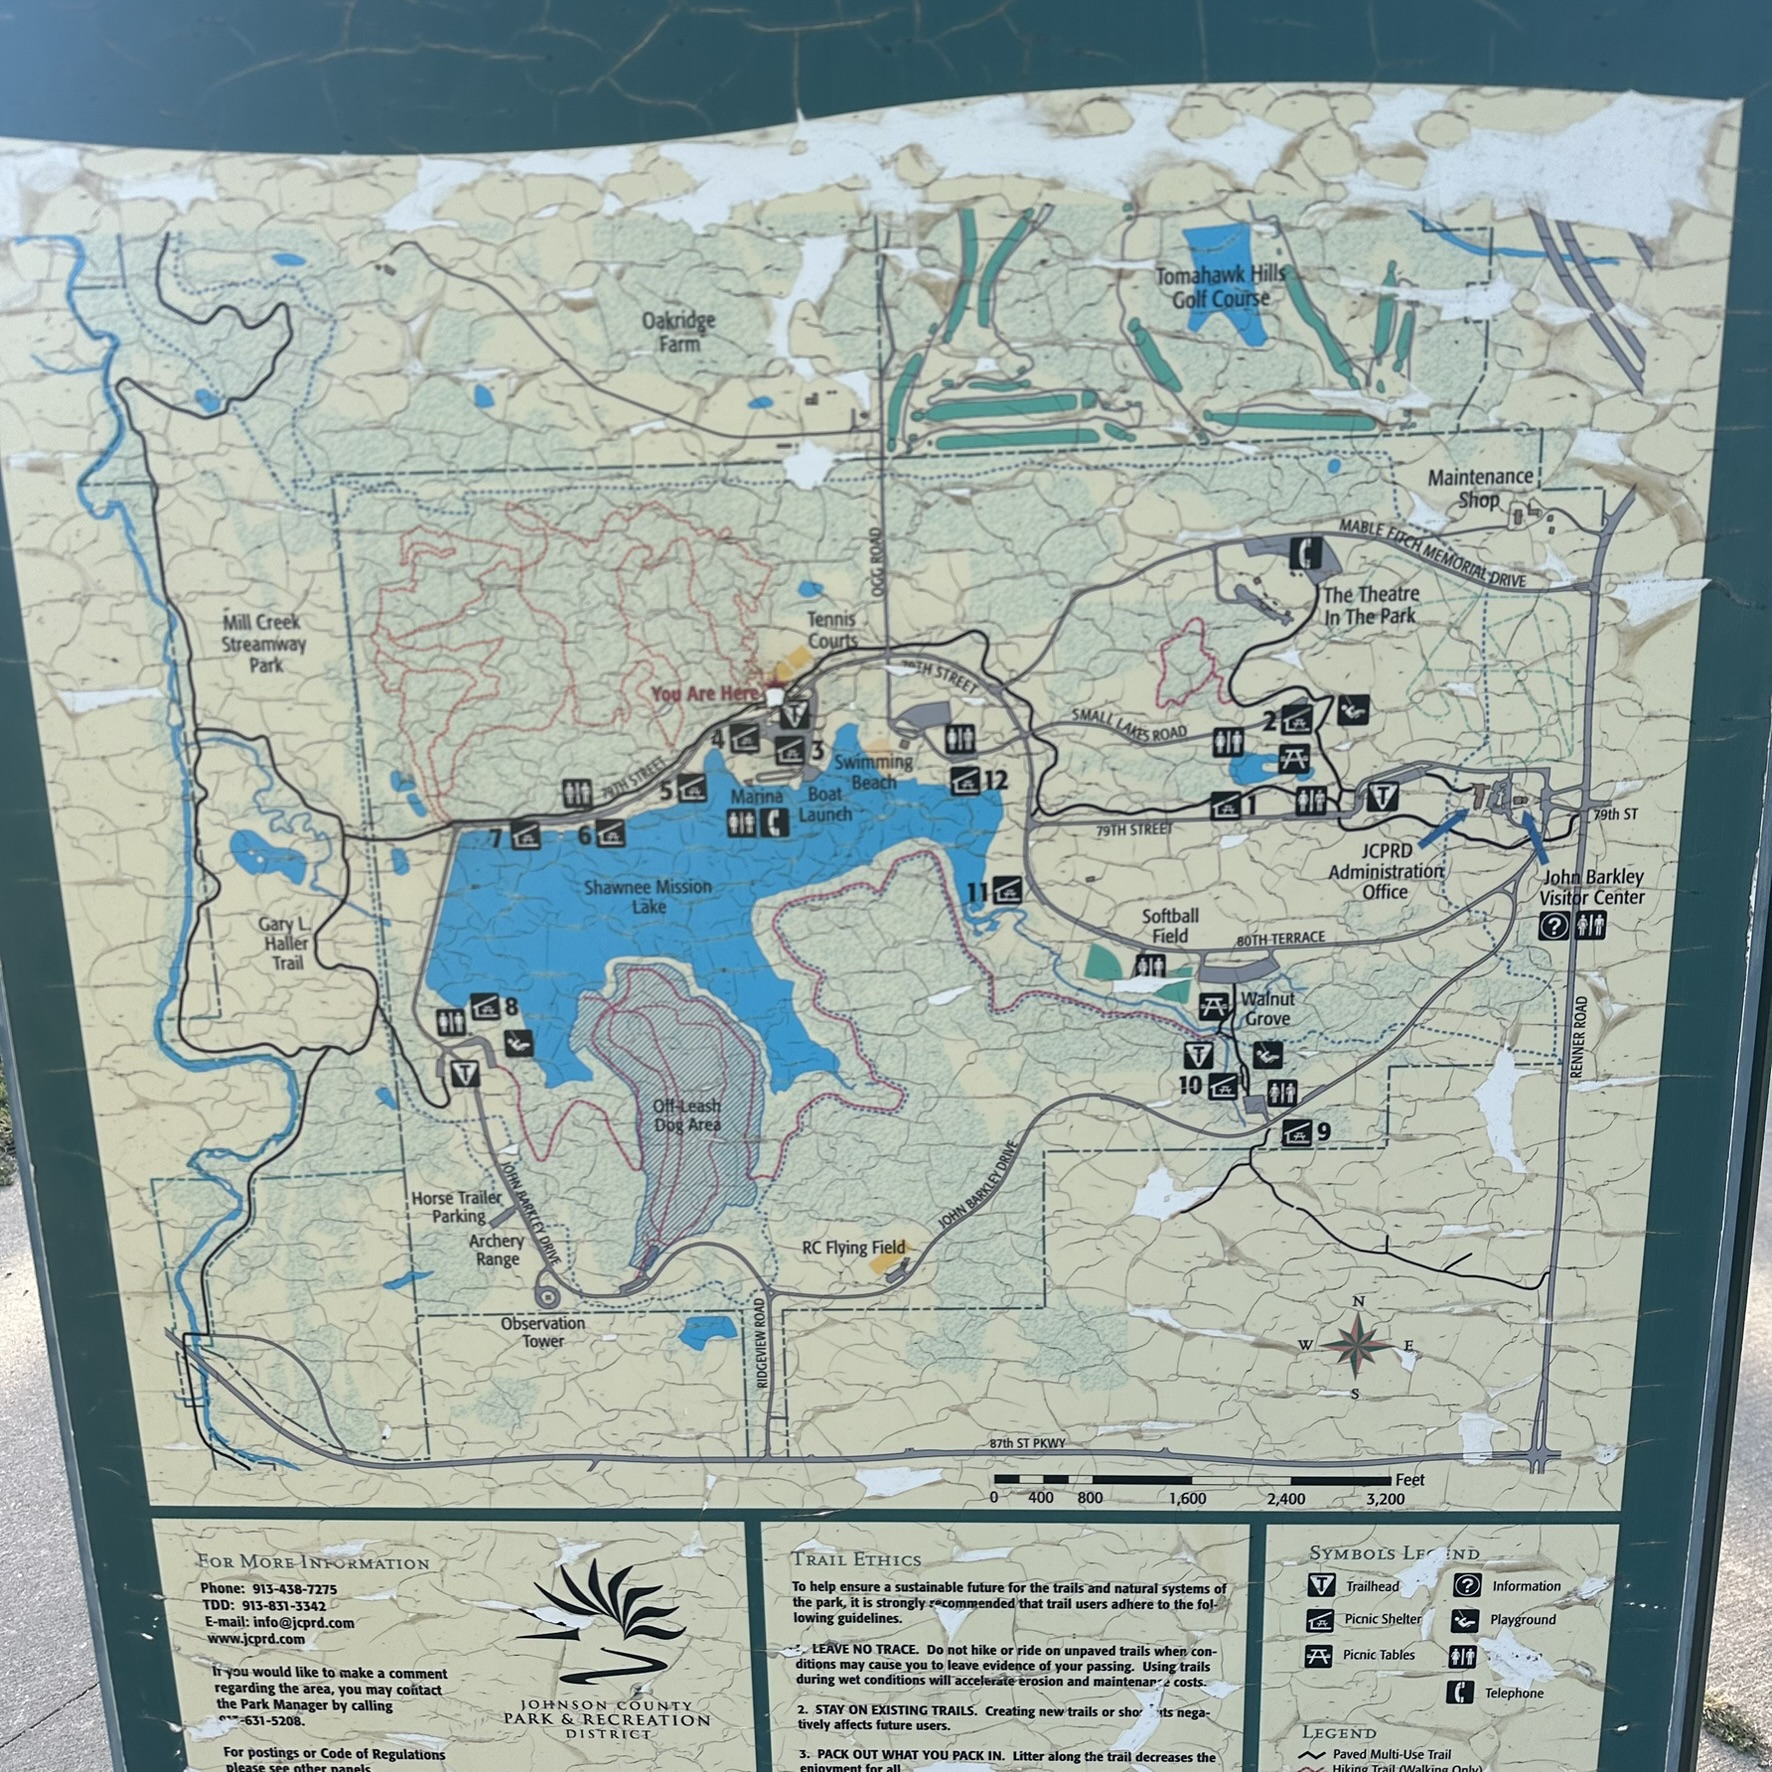 Tomahawk Hills
Golf Course
Oakridge
Farm
Maintenance
Shop
MABLE FITCH MEMORIAL DRIVE
OGG ROAD
The Theatre
In The Park
Mill Creek
Streamway
Park
Tennis
Courts
79TH STREET
You Are Here
SMALL LAKES ROAD
2
4
3
Swimming
Beach
79TH STREET
5
Marina
Boat
Launch
12
1
7
6
79TH STREET
79th ST
JCPRD
Administration
Office
John Barkley
Visitor Center
Shawnee Mission
Lake
11
Softball
Field
80TH TERRACE
Gary L.
Haller
Trail
8
Walnut
Grove
RENNER ROAD
10
9
Off-Leash
Dog Area
JOHN BARKLEY DRIVE
Horse Trailer
Parking
Archery
Range
JOHN BARKLEY DRIVE
RC Flying Field
Observation
Tower
RIDGEVIEW ROAD
N
W E
S
87th ST PKWY
Feet
0 400 800 1,600 2,400 3,200
FOR MORE INFORMATION
Phone: 913-438-7275
TDD: 913-831-3342
E-mail: info@jcprd.com
www.jcprd.com
If you would like to make a comment
regarding the area, you may contact
the Park Manager by calling
-631-5208.
For postings or Code of Regulations
please see other panels
JOHNSON COUNTY
PARK & RECREATION
DISTRICT
TRAIL ETHICS
To help ensure a sustainable future for the trails and natural systems of
the park, it is strongly recommended that trail users adhere to the fol-
lowing guidelines.
LEAVE NO TRACE. Do not hike or ride on unpaved trails when con-
ditions may cause you to leave evidence of your passing. Using trails
during wet conditions will accelerate erosion and maintenance costs.
2. STAY ON EXISTING TRAILS. Creating new trails or nega-
tively affects future users.
3. PACK OUT WHAT YOU PACK IN. Litter along the trail decreases the
enjoyment for all
SYMBOLS LEGEND
Trailhead
Information
Picnic Shelter
Playground
Picnic Tables
Telephone
LEGEND
Paved Multi-Use Trail
Hiking Trail (Walking Only)